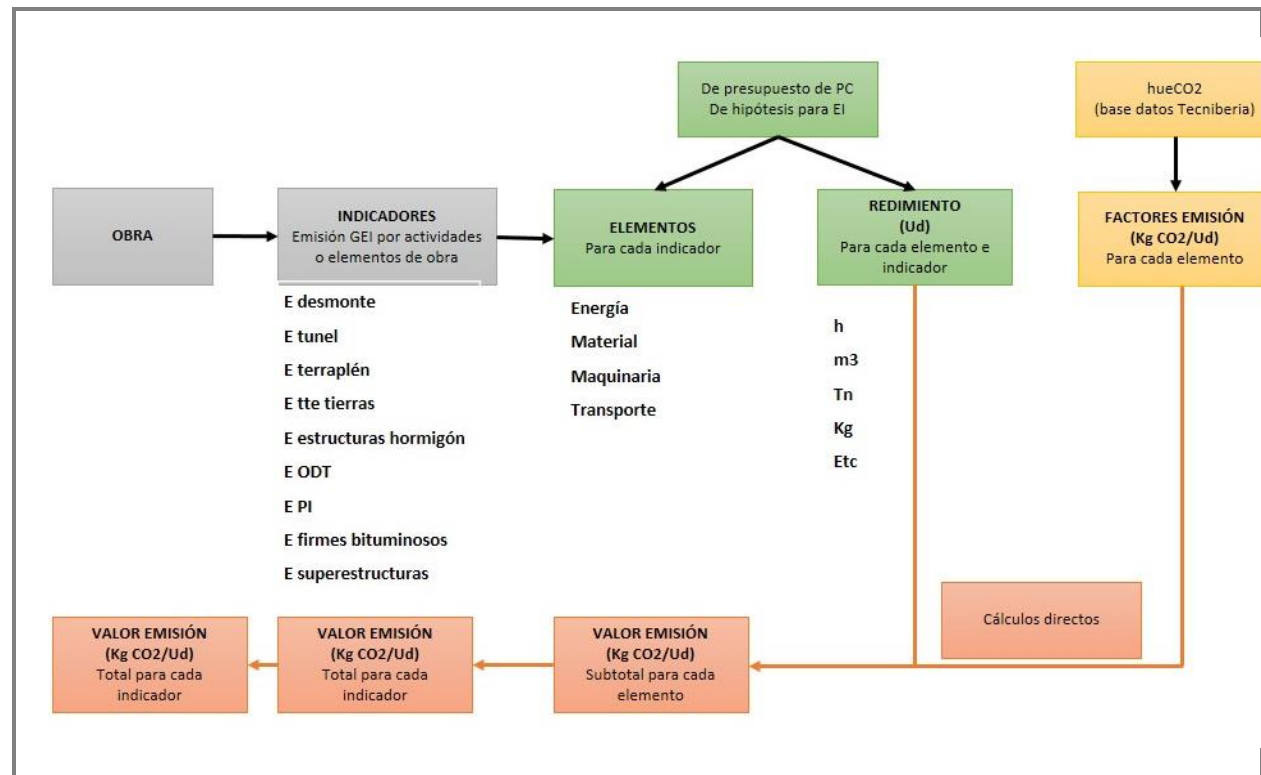 De presupuesto de PC
De hipótesis para EI
hueCO2
(base datos Tecniberia)
OBRA
INDICADORES
Emisión GEI por actividades
o elementos de obra
ELEMENTOS
Para cada indicador
REDIMIENTO
(Ud)
Para cada elemento e
indicador
FACTORES EMISIÓN
(Kg CO2/Ud)
Para cada elemento
E desmonte
E tunel
E terraplén
E tte tierras
E estructuras hormigón
E ODT
E PI
E firmes bituminosos
E superestructuras
Energía
Material
Maquinaria
Transporte
h
m3
Tn
Kg
Etc
VALOR EMISIÓN
(Kg CO2/Ud)
Total para cada
indicador
VALOR EMISIÓN
(Kg CO2/Ud)
Total para cada
indicador
VALOR EMISIÓN
(Kg CO2/Ud)
Subtotal para cada
elemento
Cálculos directos